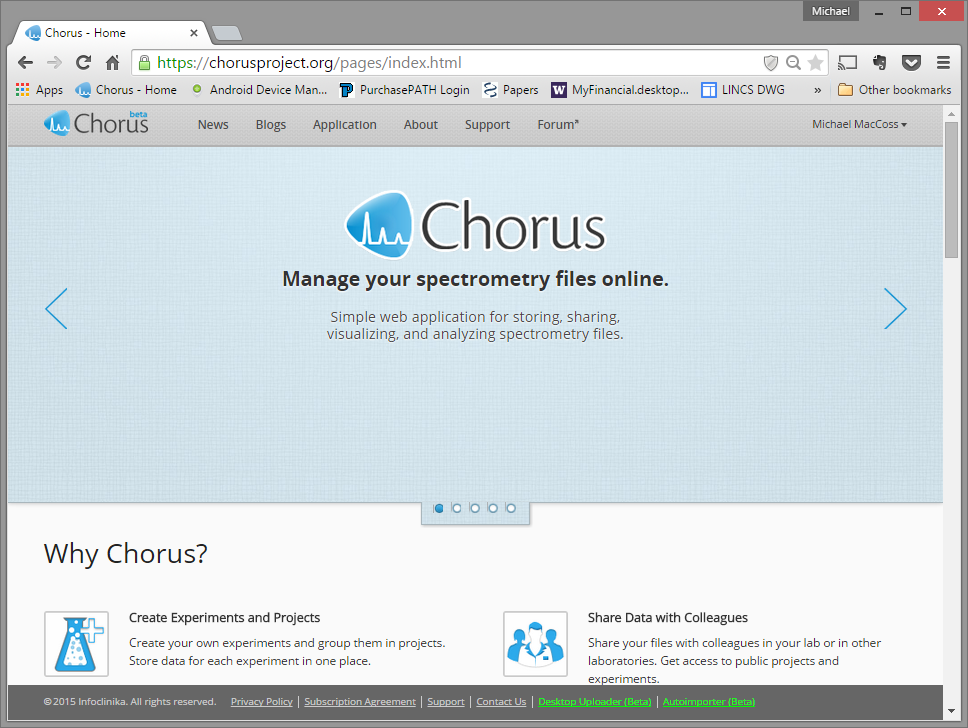 Michael
Chorus - Home
https://chorusproject.org/pages/index.html
Apps Chorus - Home Android Device Man... PurchasePATH Login Papers MyFinancial.desktop... LINCS DWG » Other bookmarks
Chorus beta News Blogs Application About Support Forum Michael MacCoss
Chorus
Manage your spectrometry files online.
Simple web application for storing, sharing,
visualizing, and analyzing spectrometry files.
Why Chorus?
Create Experiments and Projects
Create your own experiments and group them in projects.
Store data for each experiment in one place.
Share Data with Colleagues
Share your files with colleagues in your lab or in other
laboratories. Get access to public projects and
experiments.
© 2015 Infoclinika. All rights reserved. Privacy Policy | Subscription Agreement | Support | Contact Us | Desktop Uploader (Beta) | Autoimporter (Beta)